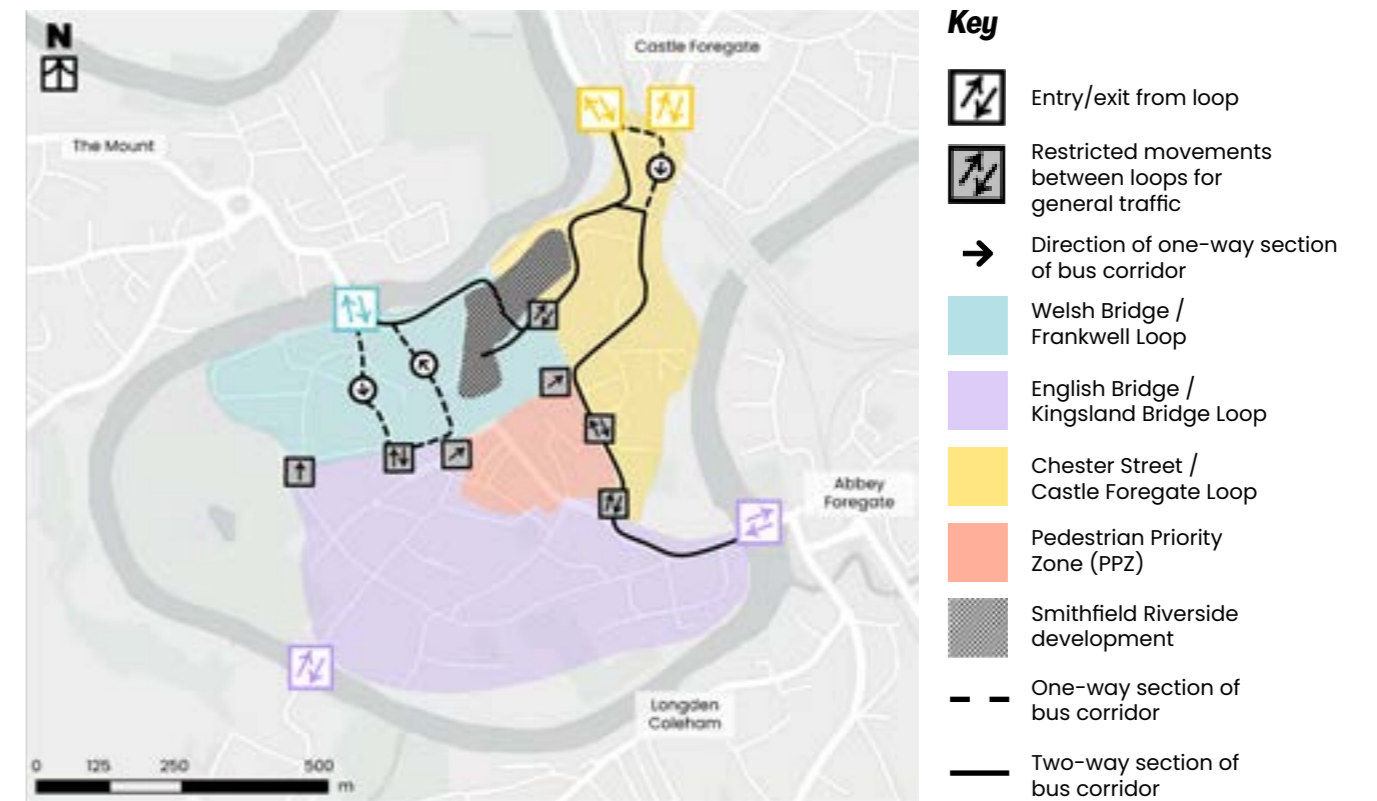 N
Castle Foregate
The Mount
Abbey
Foregate
Longden
Coleham
0 125 250 500
m
Key
Entry/exit from loop
Restricted movements
between loops for
general traffic
Direction of one-way section
of bus corridor
Welsh Bridge /
Frankwell Loop
English Bridge /
Kingsland Bridge Loop
Chester Street /
Castle Foregate Loop
Pedestrian Priority
Zone (PPZ)
Smithfield Riverside
development
One-way section of
bus corridor
Two-way section of
bus corridor